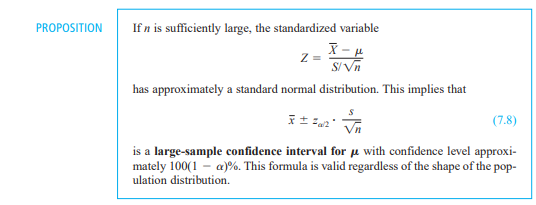 PROPOSITION If n is sufficiently large, the standardized variable
Z = (X̄ − μ) / (S/√n)
has approximately a standard normal distribution. This implies that
x̄ ± z_{α/2} · s/√n (7.8)
is a large-sample confidence interval for μ with confidence level approxi-
mately 100(1 − α)%. This formula is valid regardless of the shape of the pop-
ulation distribution.